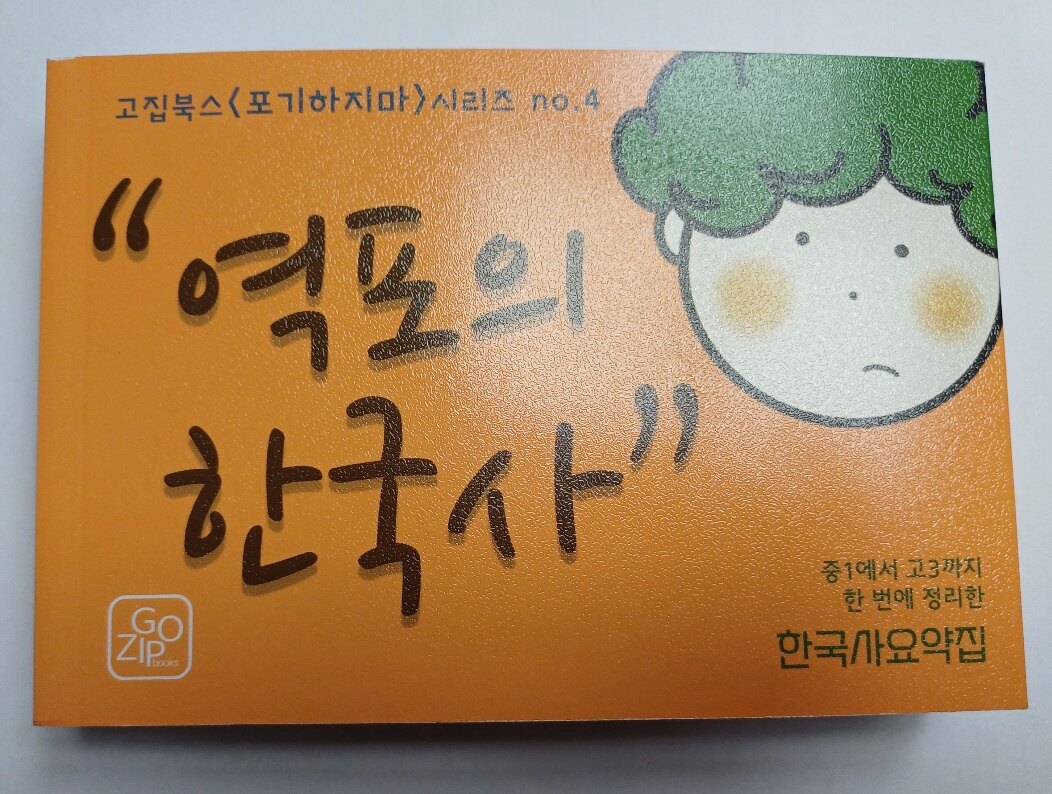 고집북스<포기하지마>시리즈 no.4
“역포의
한국사”
중1에서 고3까지
한 번에 정리한
한국사요약집
GO
ZIP
books